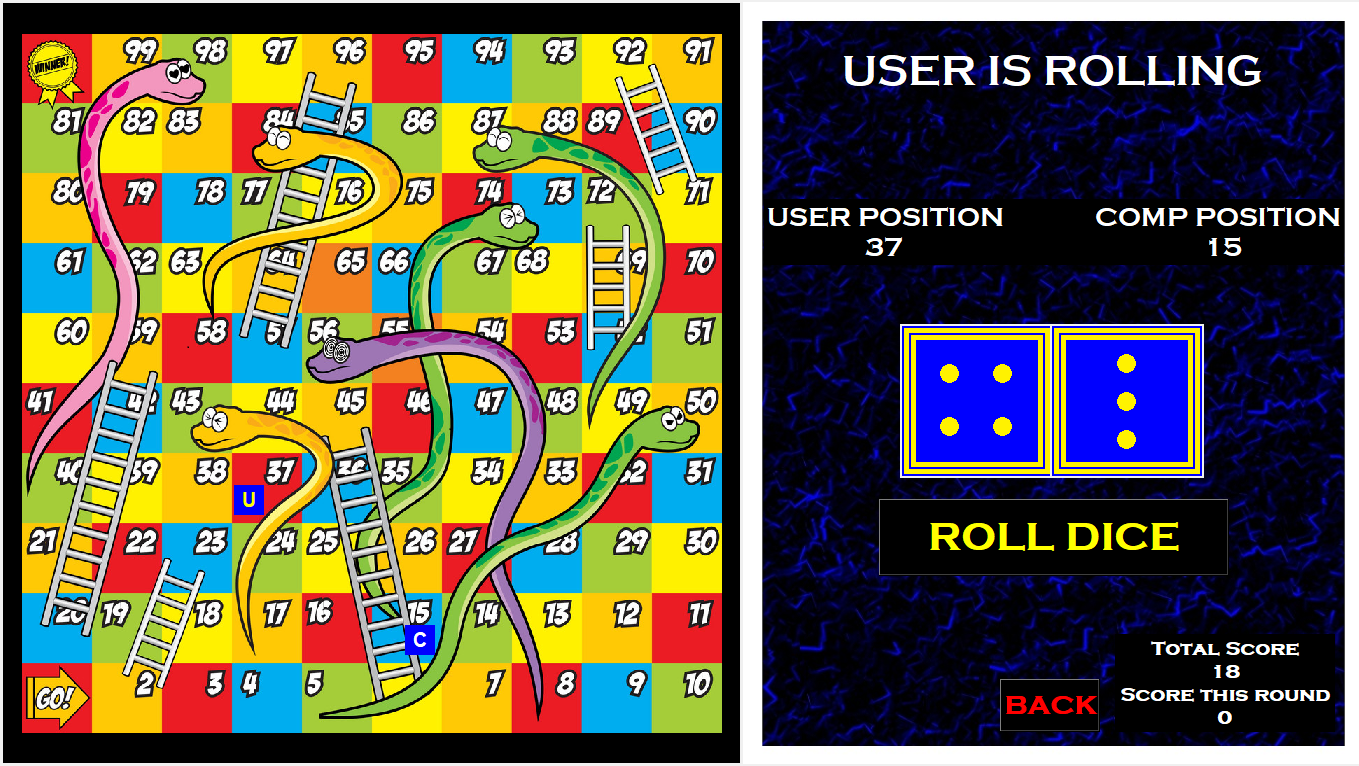 WINNER! 99 98 97 96 95 94 93 92 91
81 82 83 84 85 86 87 88 89 90
80 79 78 77 76 75 74 73 72 71
61 62 63 64 65 66 67 68 69 70
60 59 58 57 56 55 54 53 52 51
41 42 43 44 45 46 47 48 49 50
40 39 38 37 36 35 34 33 32 31
U
21 22 23 24 25 26 27 28 29 30
20 19 18 17 16 15 14 13 12 11
C
GO! 2 3 4 5 7 8 9 10
USER IS ROLLING
USER POSITION
37
COMP POSITION
15
ROLL DICE
BACK
Total Score
18
Score this round
0